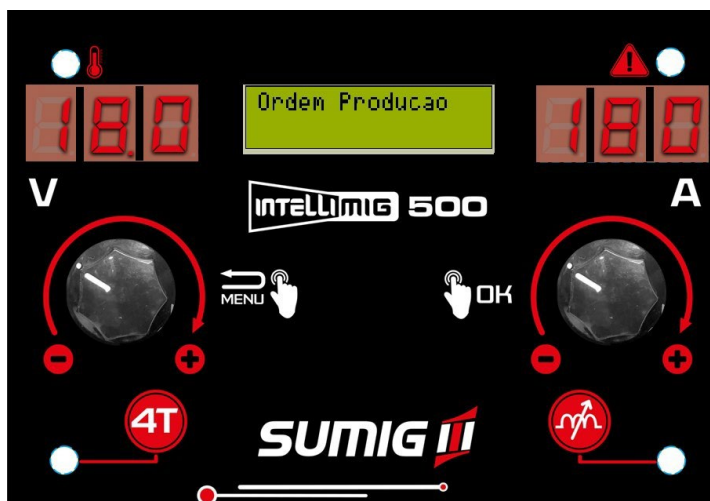 18.0
Ordem Producao
180
V
INTELLIMIG 500
A
MENU
OK
4T
SUMIG